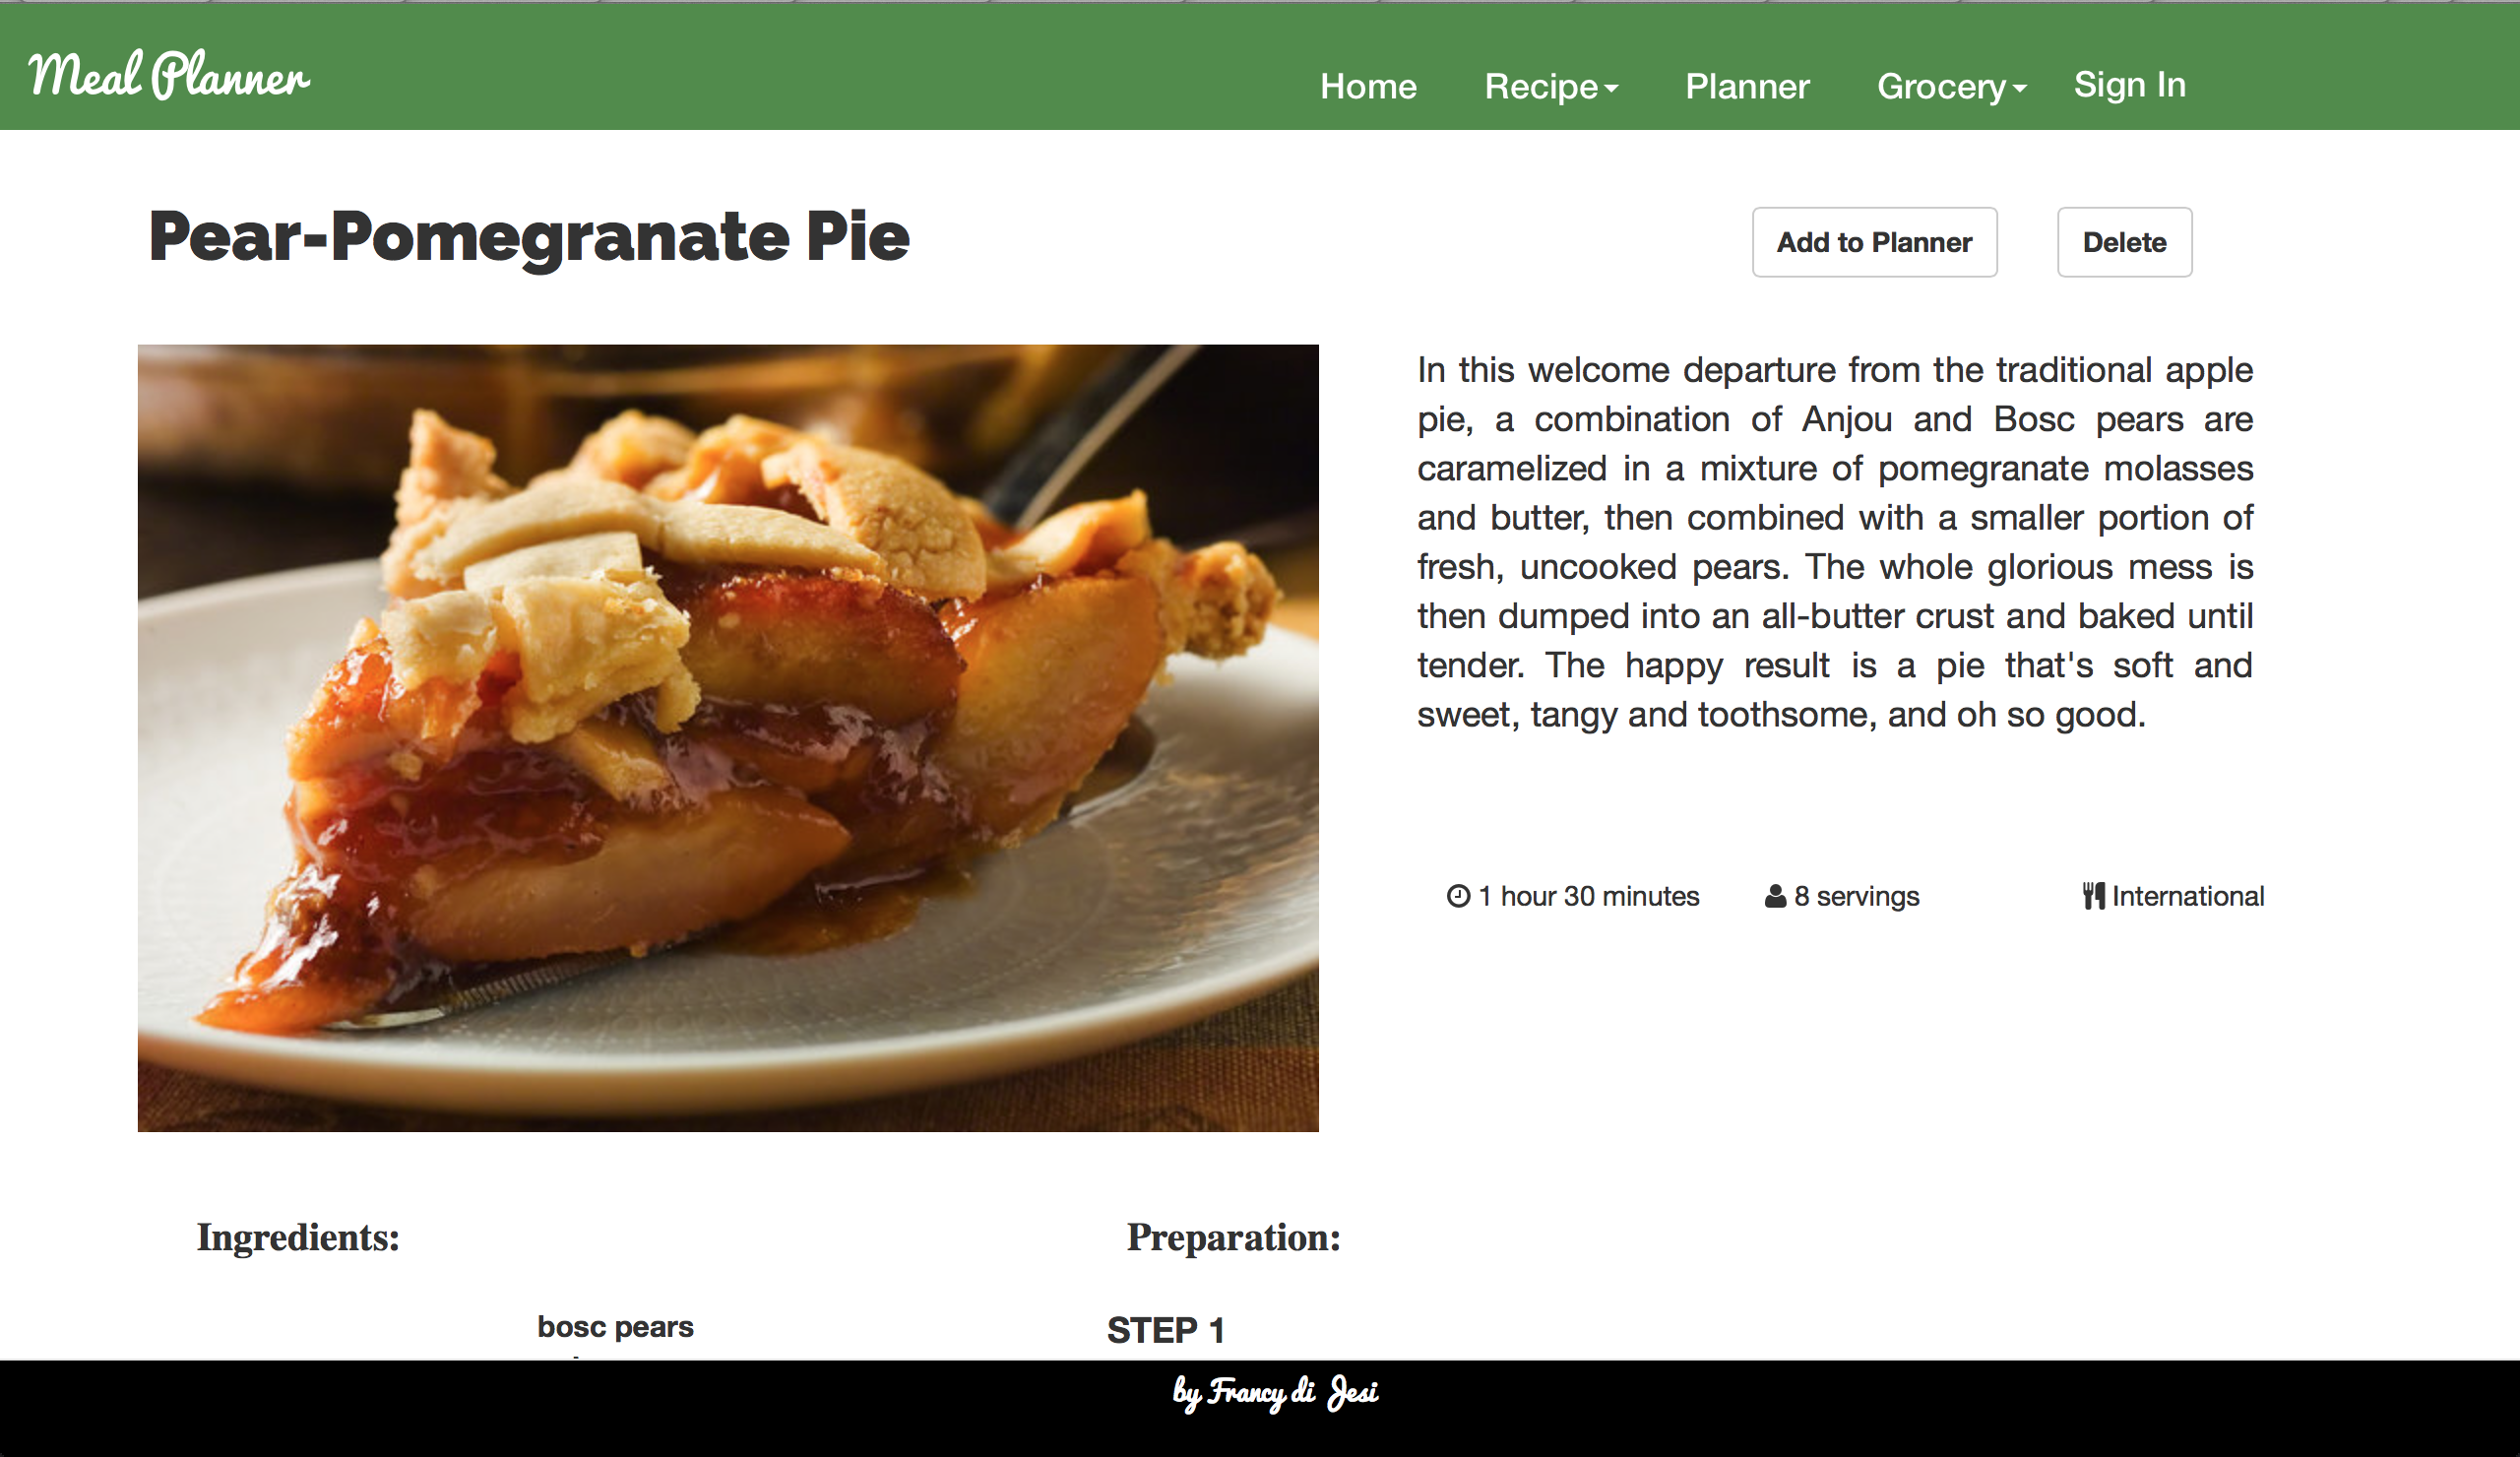 Meal Planner
Home Recipe Planner Grocery Sign In
Pear-Pomegranate Pie
Add to Planner Delete
In this welcome departure from the traditional apple
pie, a combination of Anjou and Bosc pears are
caramelized in a mixture of pomegranate molasses
and butter, then combined with a smaller portion of
fresh, uncooked pears. The whole glorious mess is
then dumped into an all-butter crust and baked until
tender. The happy result is a pie that's soft and
sweet, tangy and toothsome, and oh so good.
1 hour 30 minutes 8 servings International
Ingredients:
Preparation:
bosc pears
STEP 1
by Francy di Jesi